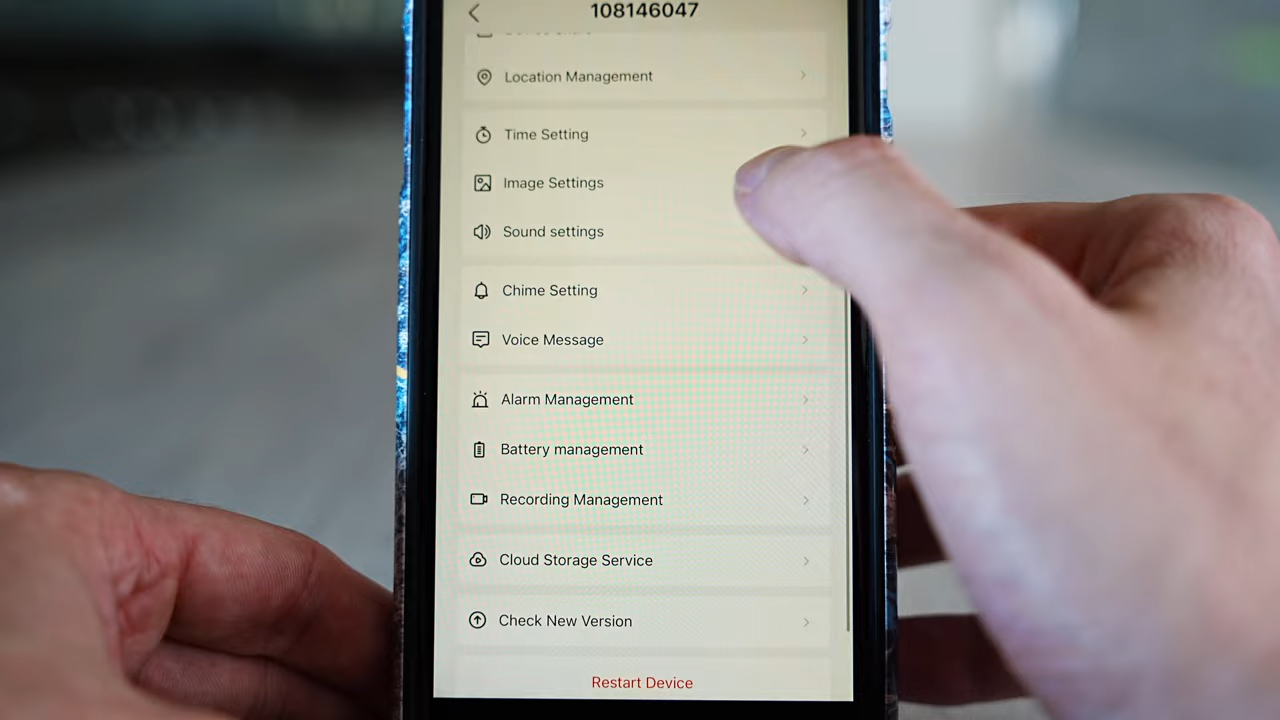 108146047
Location Management
Time Setting
Image Settings
Sound settings
Chime Setting
Voice Message
Alarm Management
Battery management
Recording Management
Cloud Storage Service
Check New Version
Restart Device